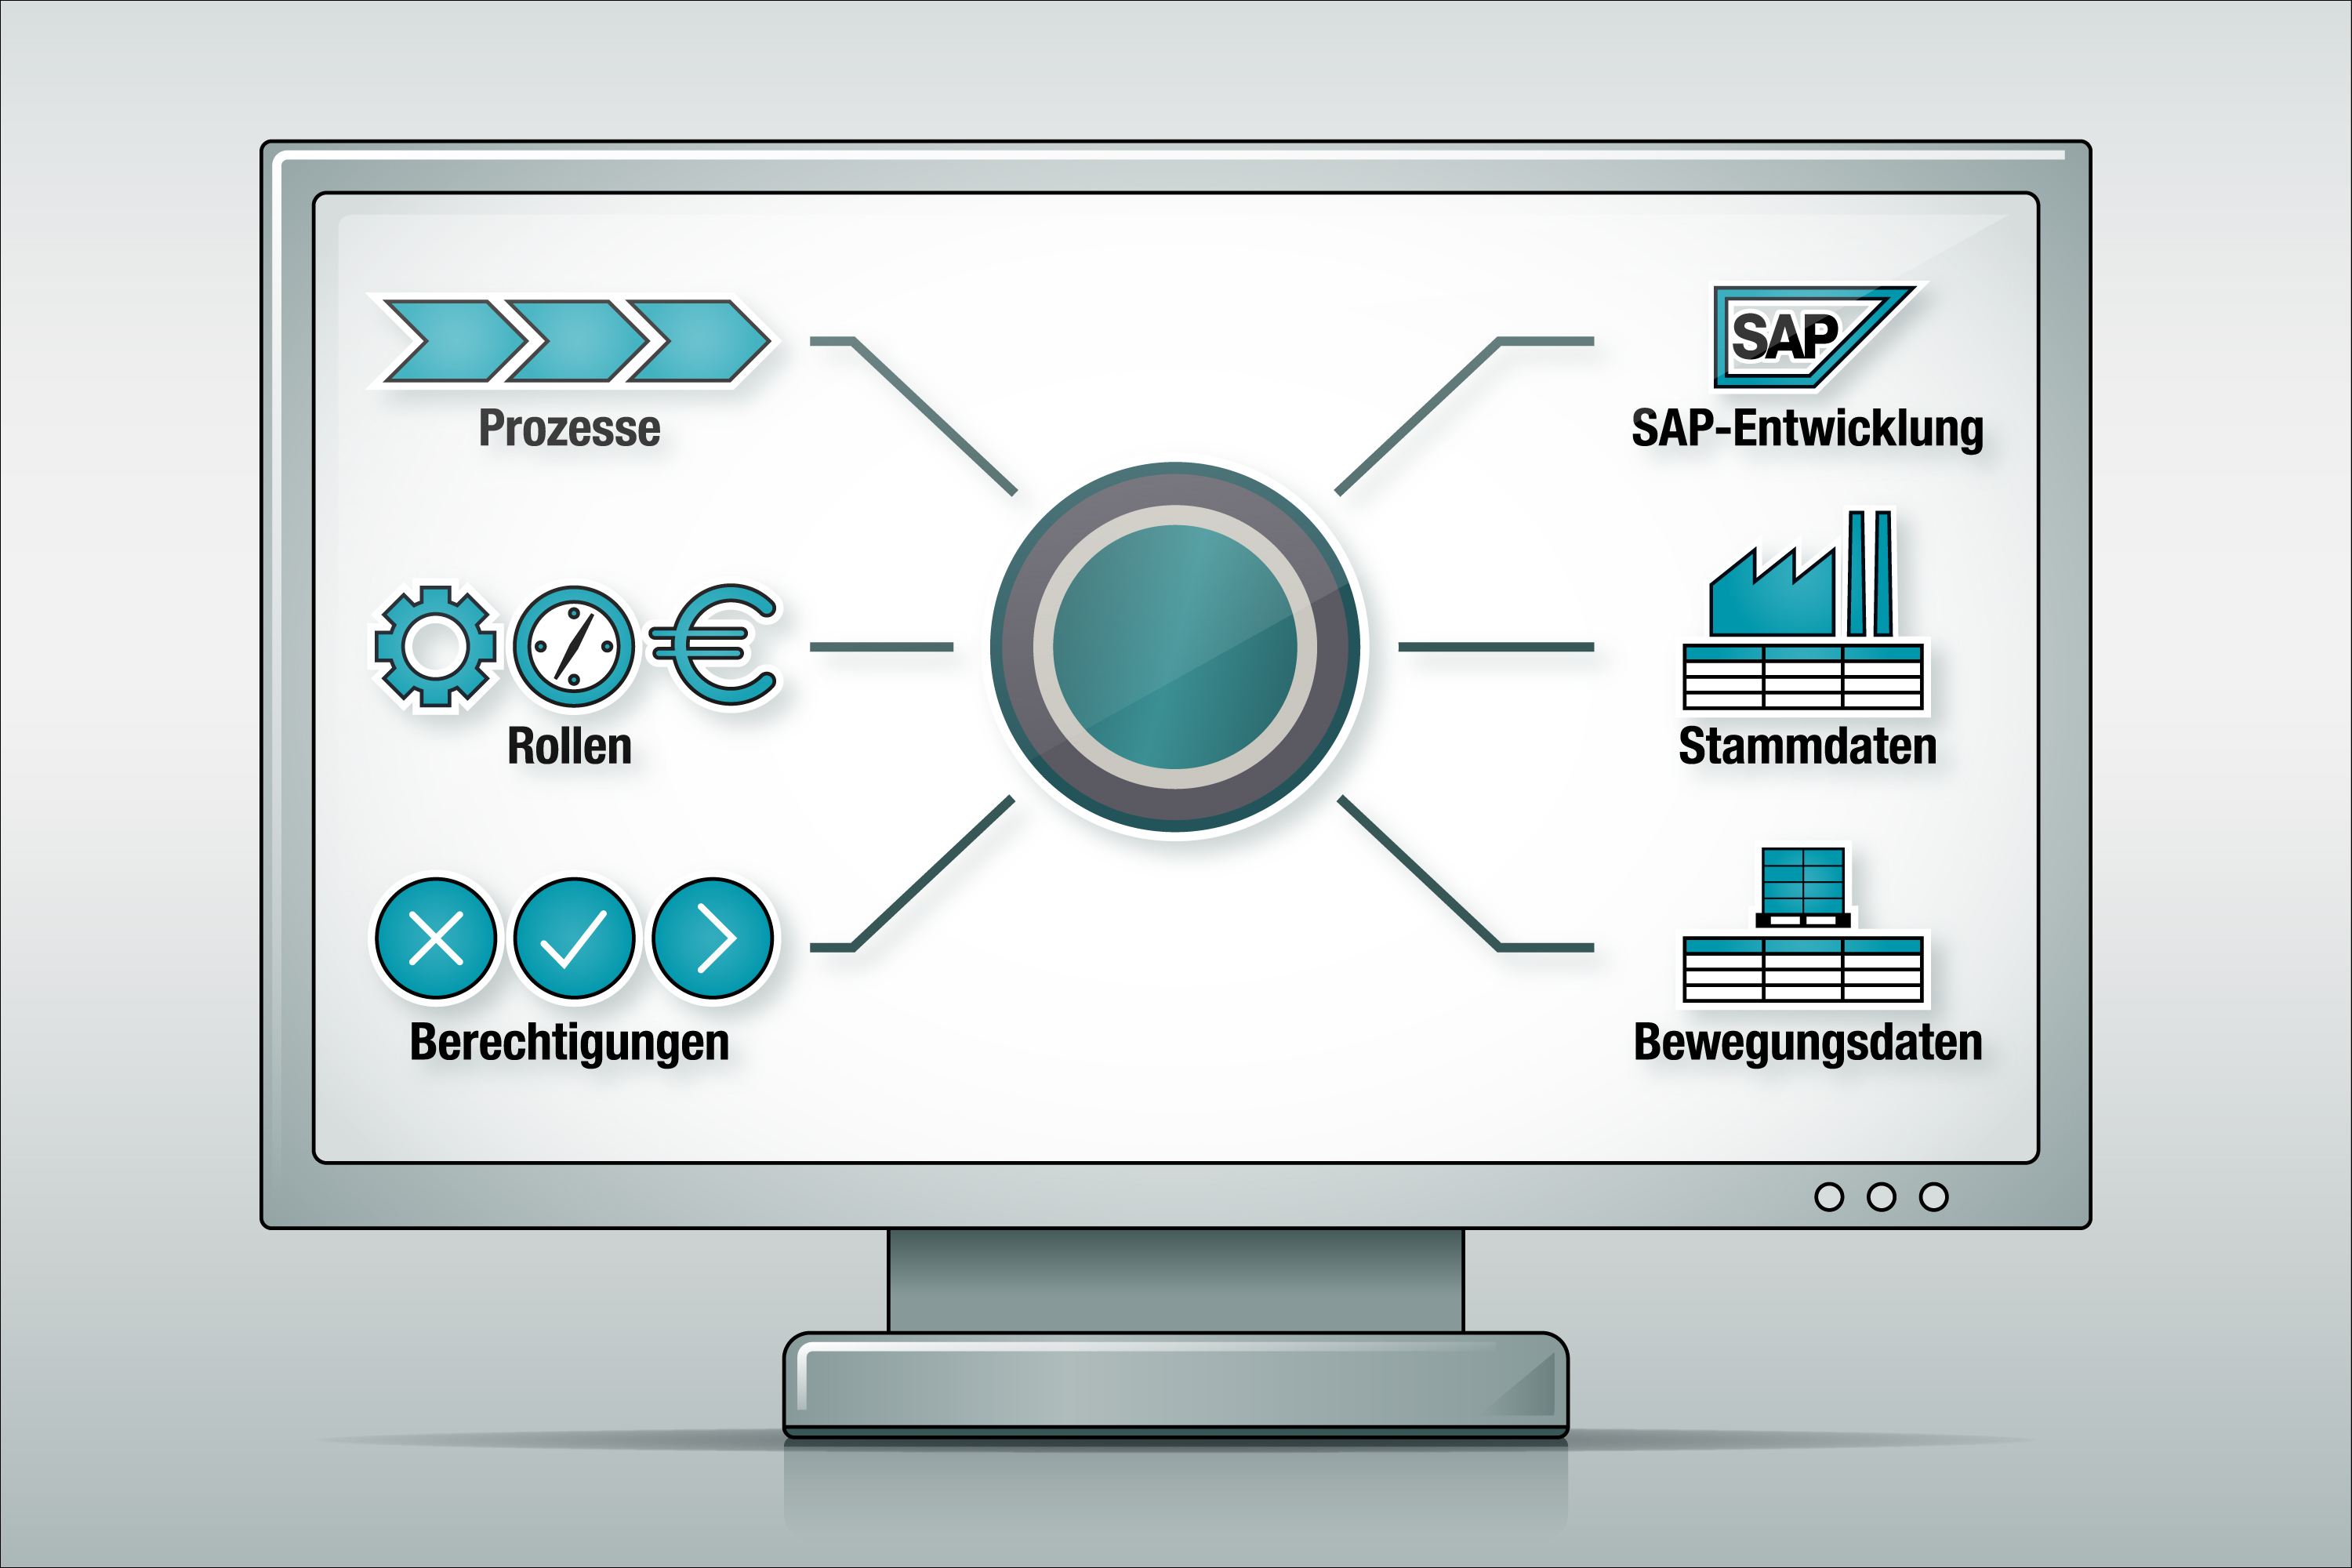 Prozesse
Rollen
Berechtigungen
SAP
SAP-Entwicklung
Stammdaten
Bewegungsdaten